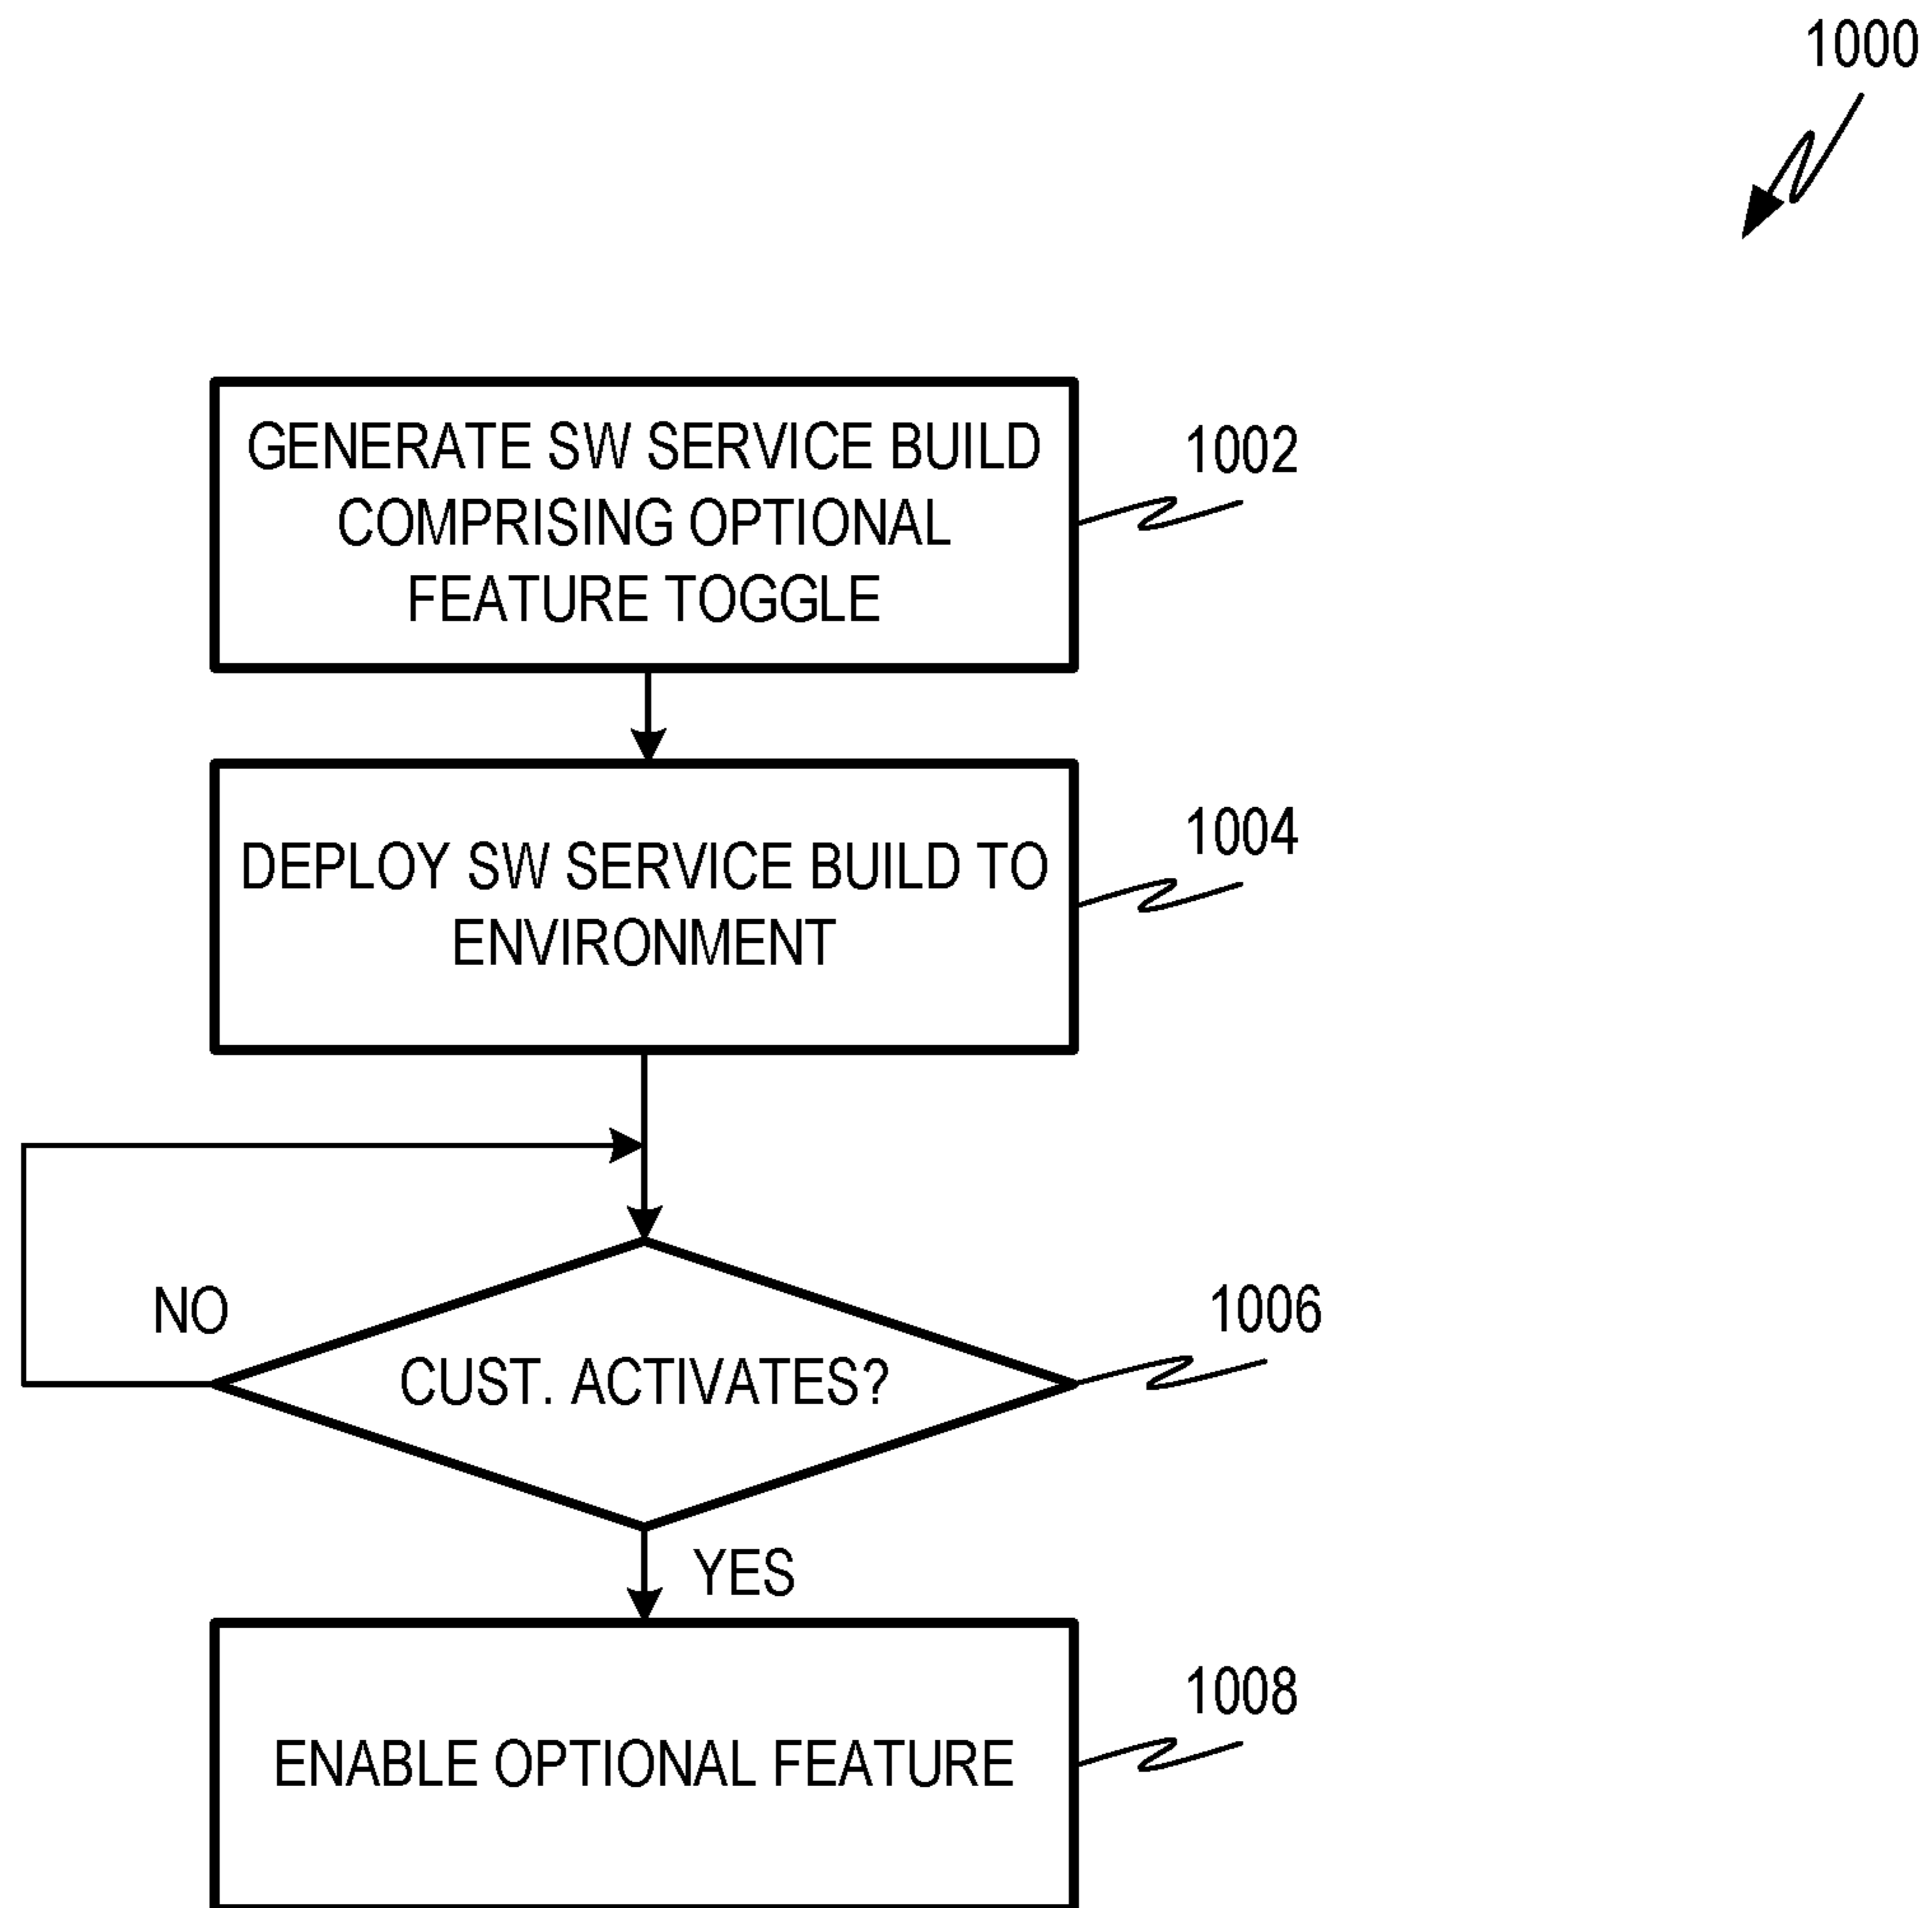 1000
GENERATE SW SERVICE BUILD
COMPRISING OPTIONAL
FEATURE TOGGLE
1002
DEPLOY SW SERVICE BUILD TO
ENVIRONMENT
1004
NO
CUST. ACTIVATES?
1006
YES
ENABLE OPTIONAL FEATURE
1008